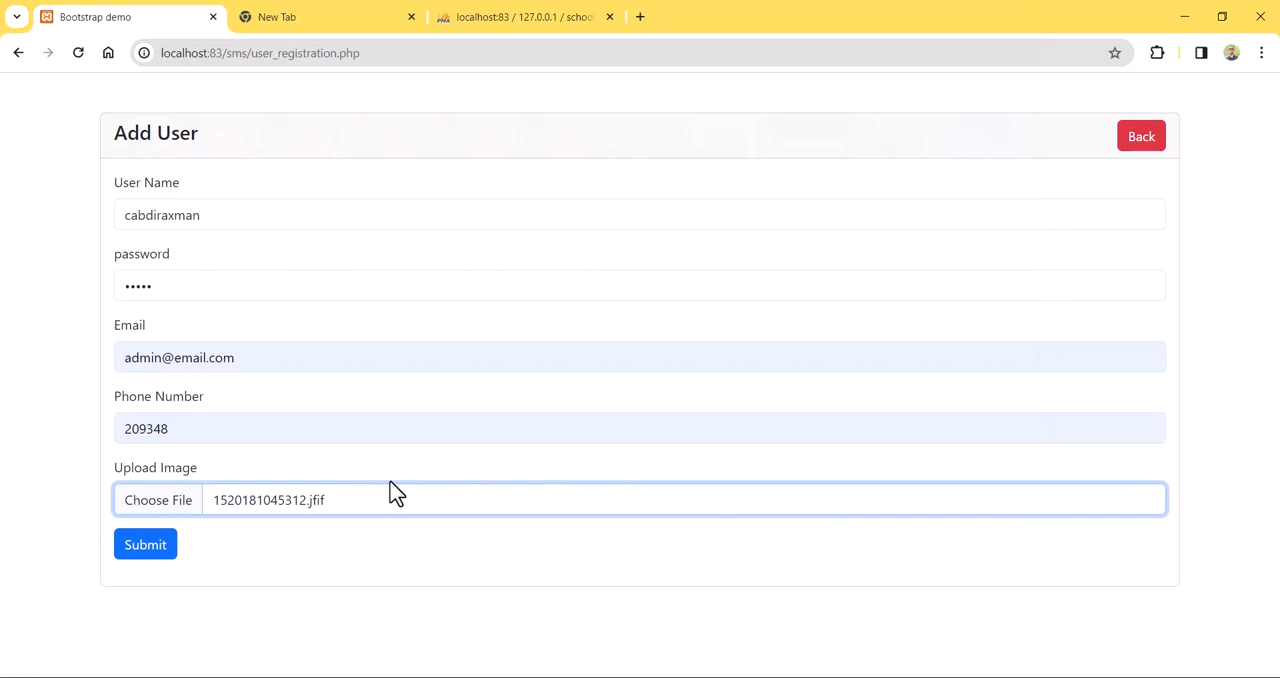 Bootstrap demo
New Tab
localhost:83 / 127.0.0.1 / schoo
localhost:83/sms/user_registration.php
Add User
Back
User Name
cabdiraxman
password
•••••
Email
admin@email.com
Phone Number
209348
Upload Image
Choose File 1520181045312.jfif
Submit